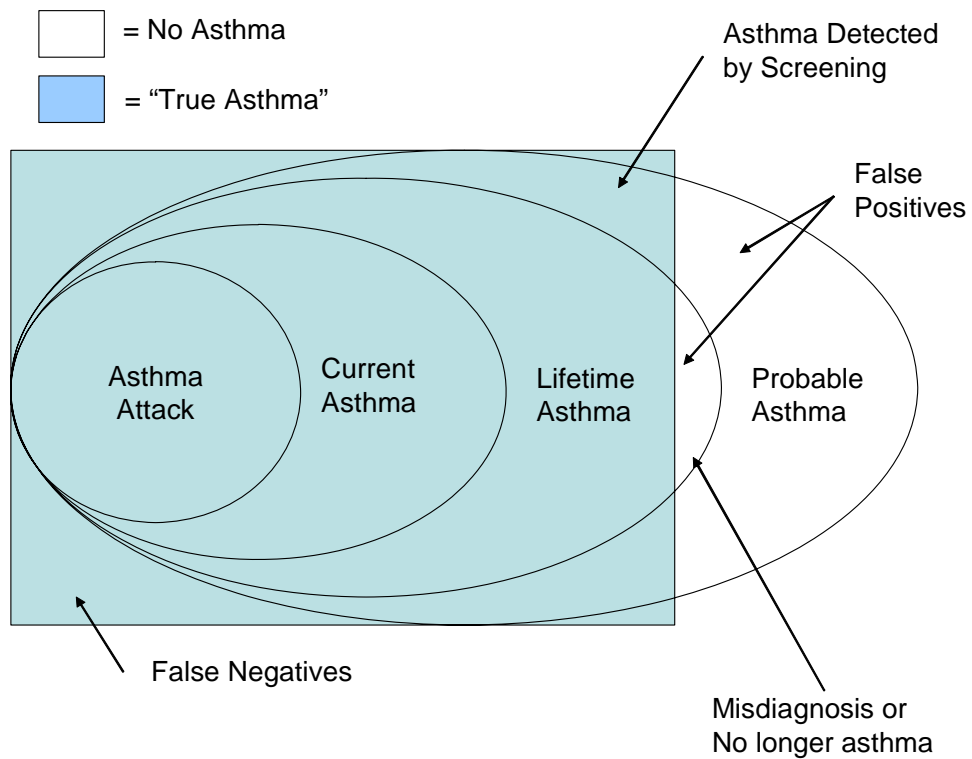 = No Asthma
= “True Asthma”
Asthma Detected
by Screening
False
Positives
Asthma
Attack
Current
Asthma
Lifetime
Asthma
Probable
Asthma
False Negatives
Misdiagnosis or
No longer asthma